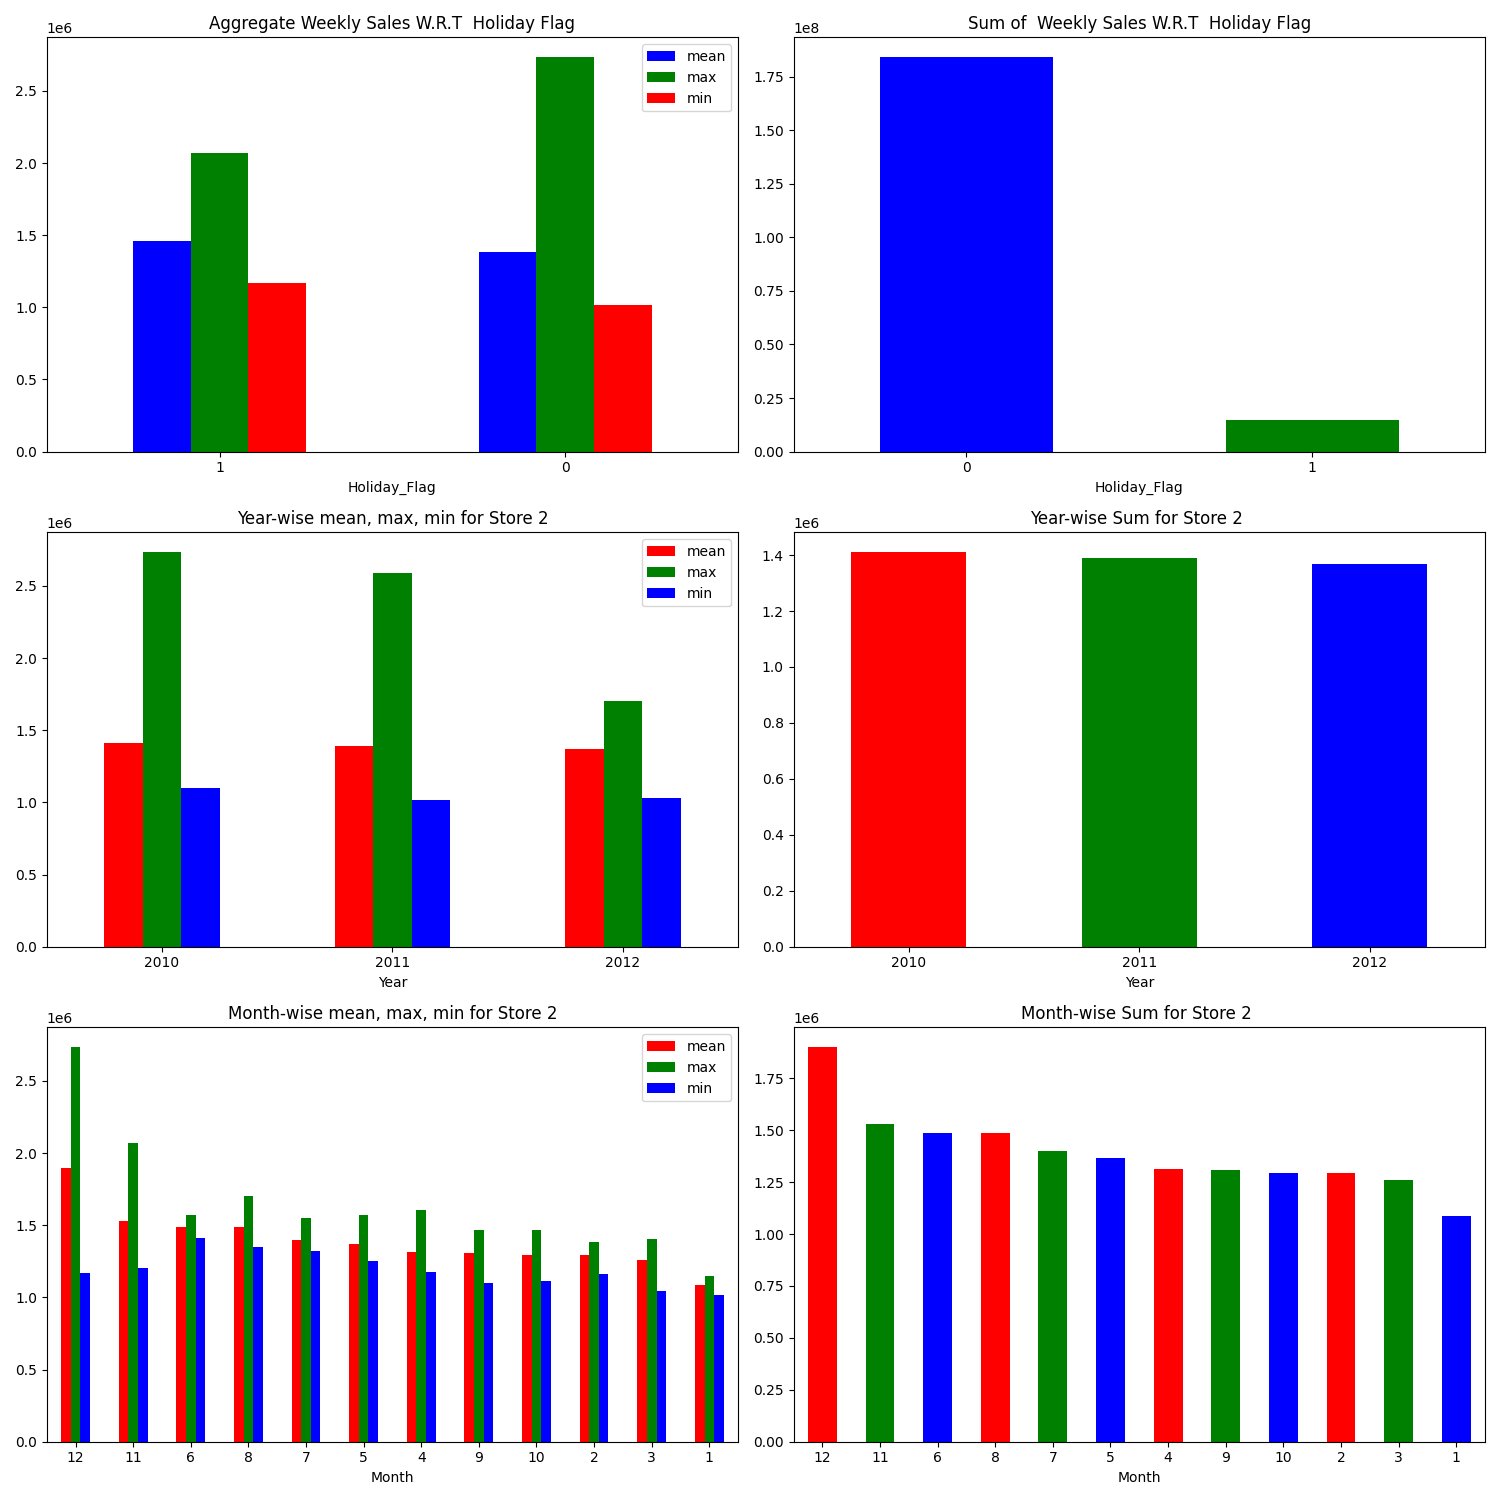 Aggregate Weekly Sales W.R.T  Holiday Flag
1e6
2.5
2.0
1.5
1.0
0.5
0.0
mean
max
min
1 0
Holiday_Flag
Sum of  Weekly Sales W.R.T  Holiday Flag
1e8
1.75
1.50
1.25
1.00
0.75
0.50
0.25
0.00
0 1
Holiday_Flag
Year-wise mean, max, min for Store 2
1e6
2.5
2.0
1.5
1.0
0.5
0.0
mean
max
min
2010 2011 2012
Year
Year-wise Sum for Store 2
1e6
1.4
1.2
1.0
0.8
0.6
0.4
0.2
0.0
2010 2011 2012
Year
Month-wise mean, max, min for Store 2
1e6
2.5
2.0
1.5
1.0
0.5
0.0
mean
max
min
12 11 6 8 7 5 4 9 10 2 3 1
Month
Month-wise Sum for Store 2
1e6
1.75
1.50
1.25
1.00
0.75
0.50
0.25
0.00
12 11 6 8 7 5 4 9 10 2 3 1
Month